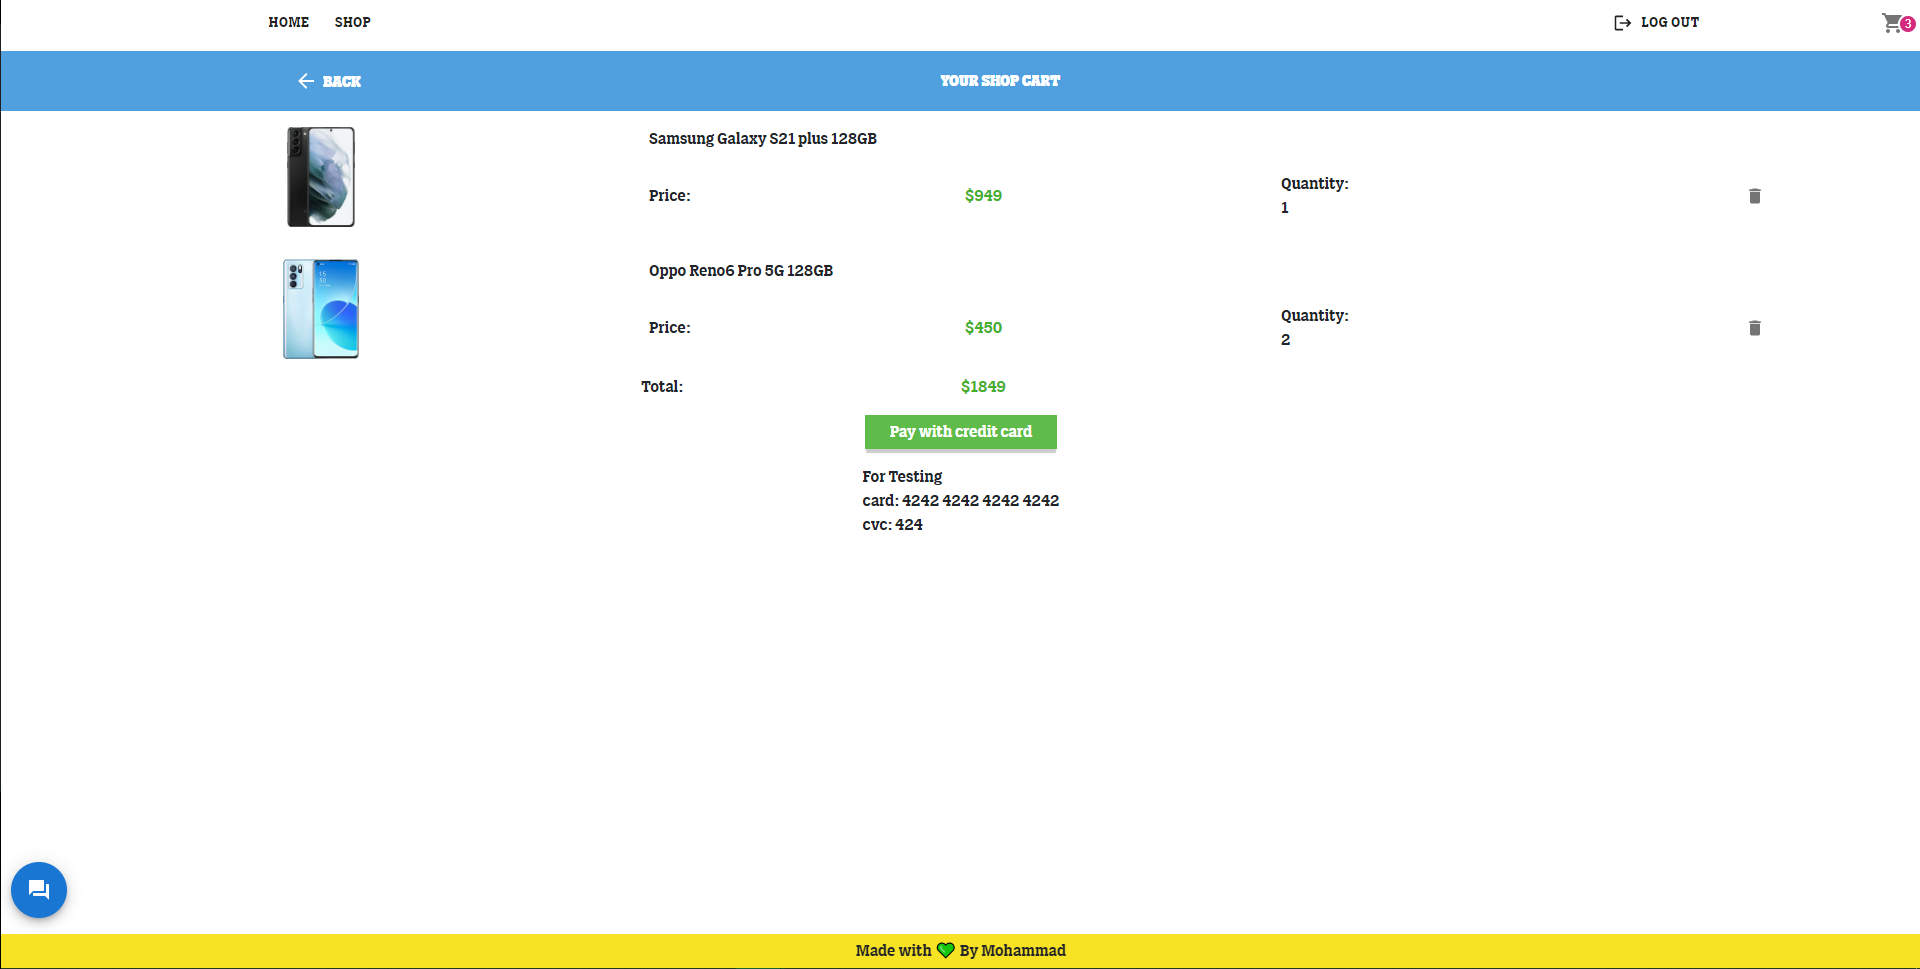 HOME SHOP LOG OUT 3
BACK YOUR SHOP CART
Samsung Galaxy S21 plus 128GB
Price: $949 Quantity:
1
Oppo Reno6 Pro 5G 128GB
Price: $450 Quantity:
2
Total: $1849
Pay with credit card
For Testing
card: 4242 4242 4242 4242
cvc: 424
Made with 💚 By Mohammad